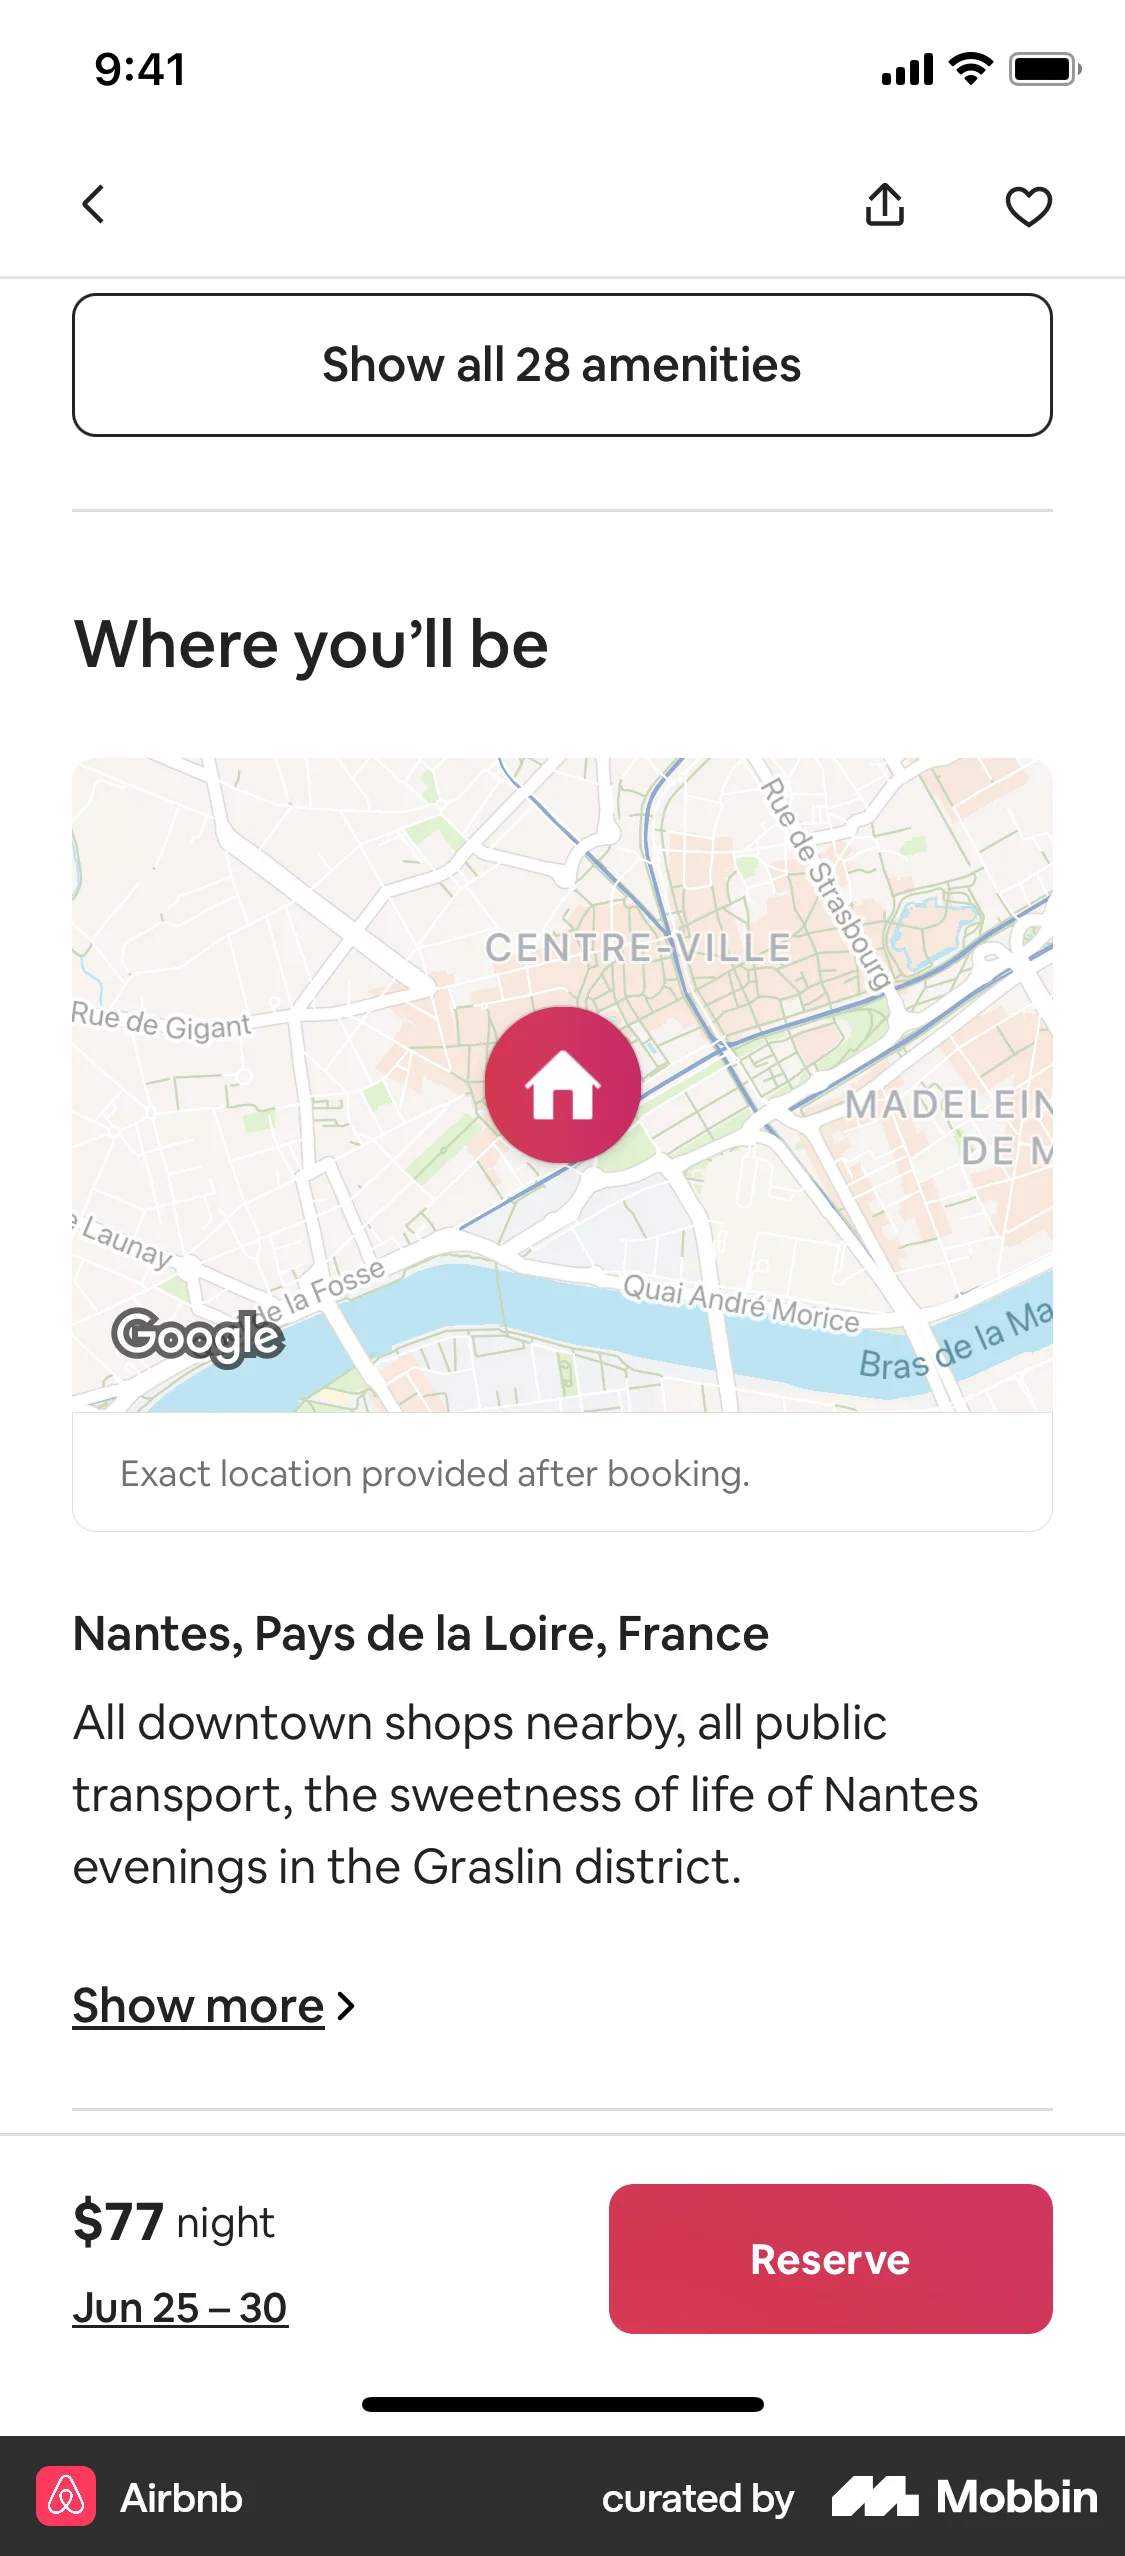 9:41
Show all 28 amenities
Where you’ll be
Rue de Strasbourg
CENTRE-VILLE
Rue de Gigant
MADELEIN
DE M
e Launay
de la Fosse
Quai André Morice
Google
Bras de la Ma
Exact location provided after booking.
Nantes, Pays de la Loire, France
All downtown shops nearby, all public
transport, the sweetness of life of Nantes
evenings in the Graslin district.
Show more
$77 night
Reserve
Jun 25 – 30
Airbnb curated by Mobbin